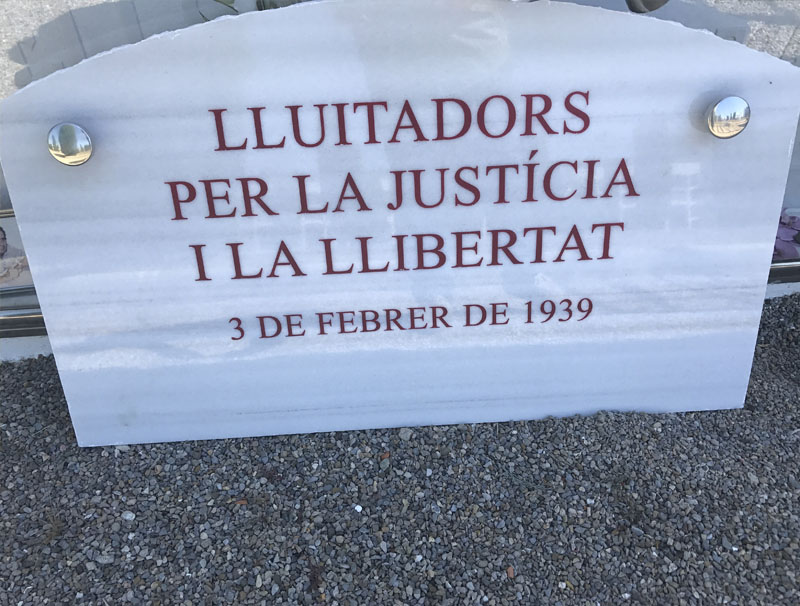 LLUITADORS
PER LA JUSTÍCIA
I LA LLIBERTAT
3 DE FEBRER DE 1939